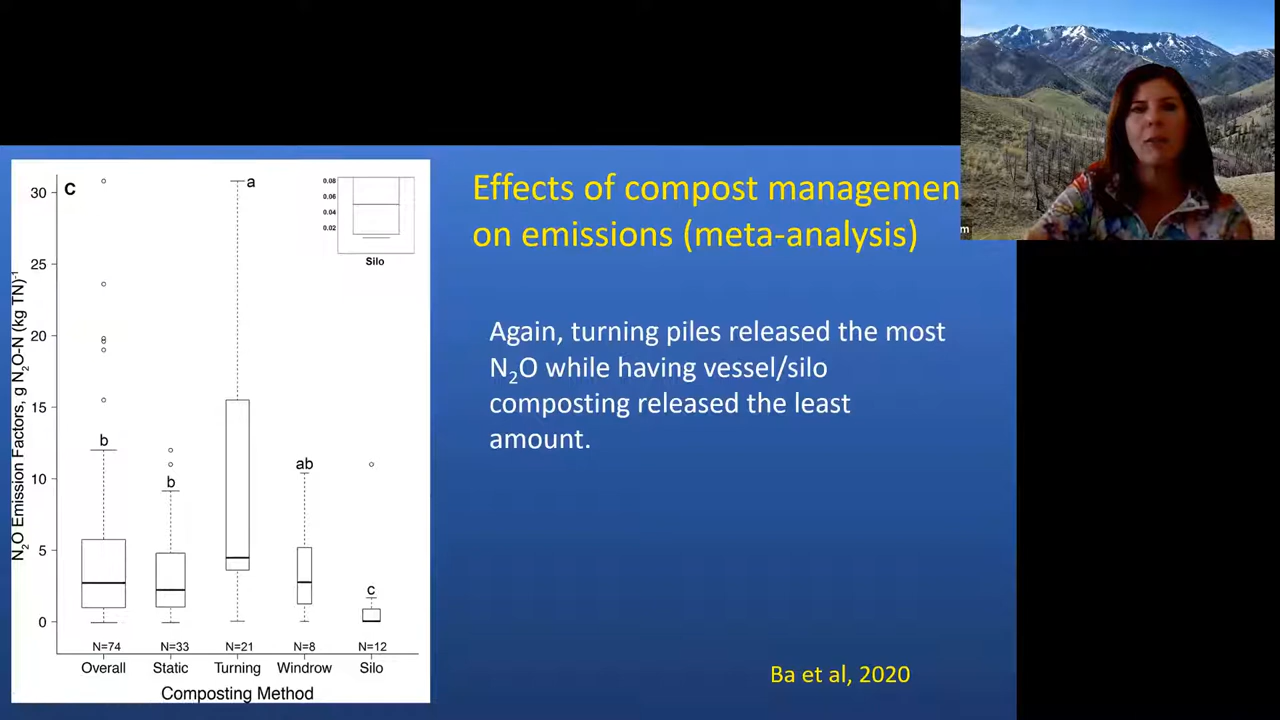 C
30
25
20
15
10
5
0
N₂O Emission Factors, g N₂O-N (kg TN)⁻¹
b
b
a
ab
c
0.08
0.06
0.04
0.02
Silo
N=74 N=33 N=21 N=8 N=12
Overall Static Turning Windrow Silo
Composting Method
Effects of compost managemen
on emissions (meta-analysis)
Again, turning piles released the most
N₂O while having vessel/silo
composting released the least
amount.
Ba et al, 2020
m